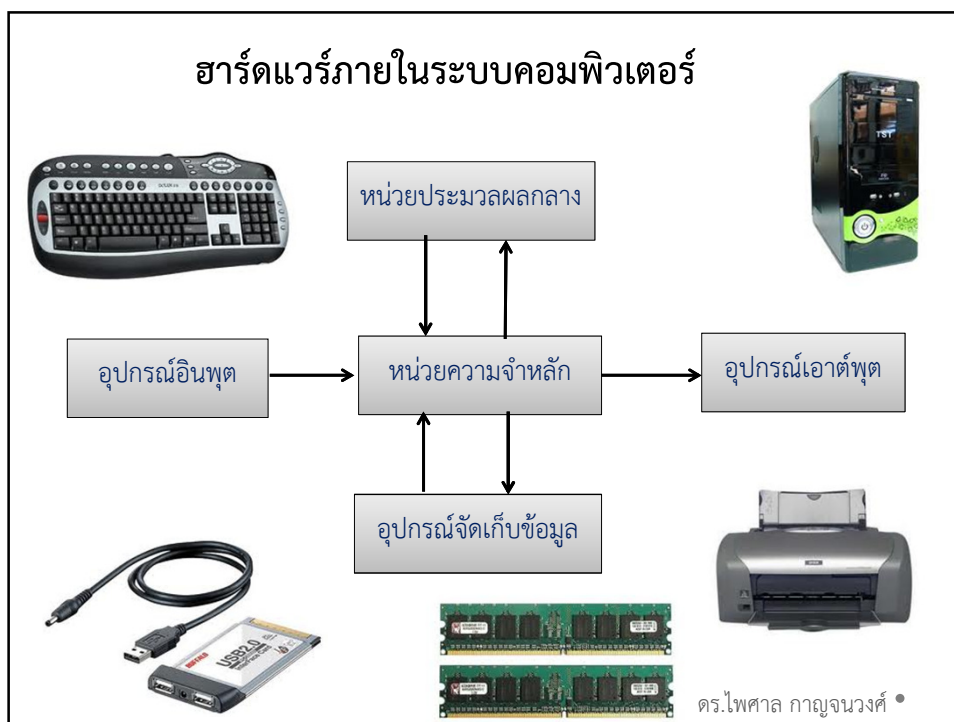 ฮาร์ดแวร์ภายในระบบคอมพิวเตอร์
TST
หน่วยประมวลผลกลาง
อุปกรณ์อินพุต
หน่วยความจำหลัก
อุปกรณ์เอาต์พุต
อุปกรณ์จัดเก็บข้อมูล
BUFFALO
USB2.0
Interface Card
ดร.ไพศาล กาญจนวงศ์ •